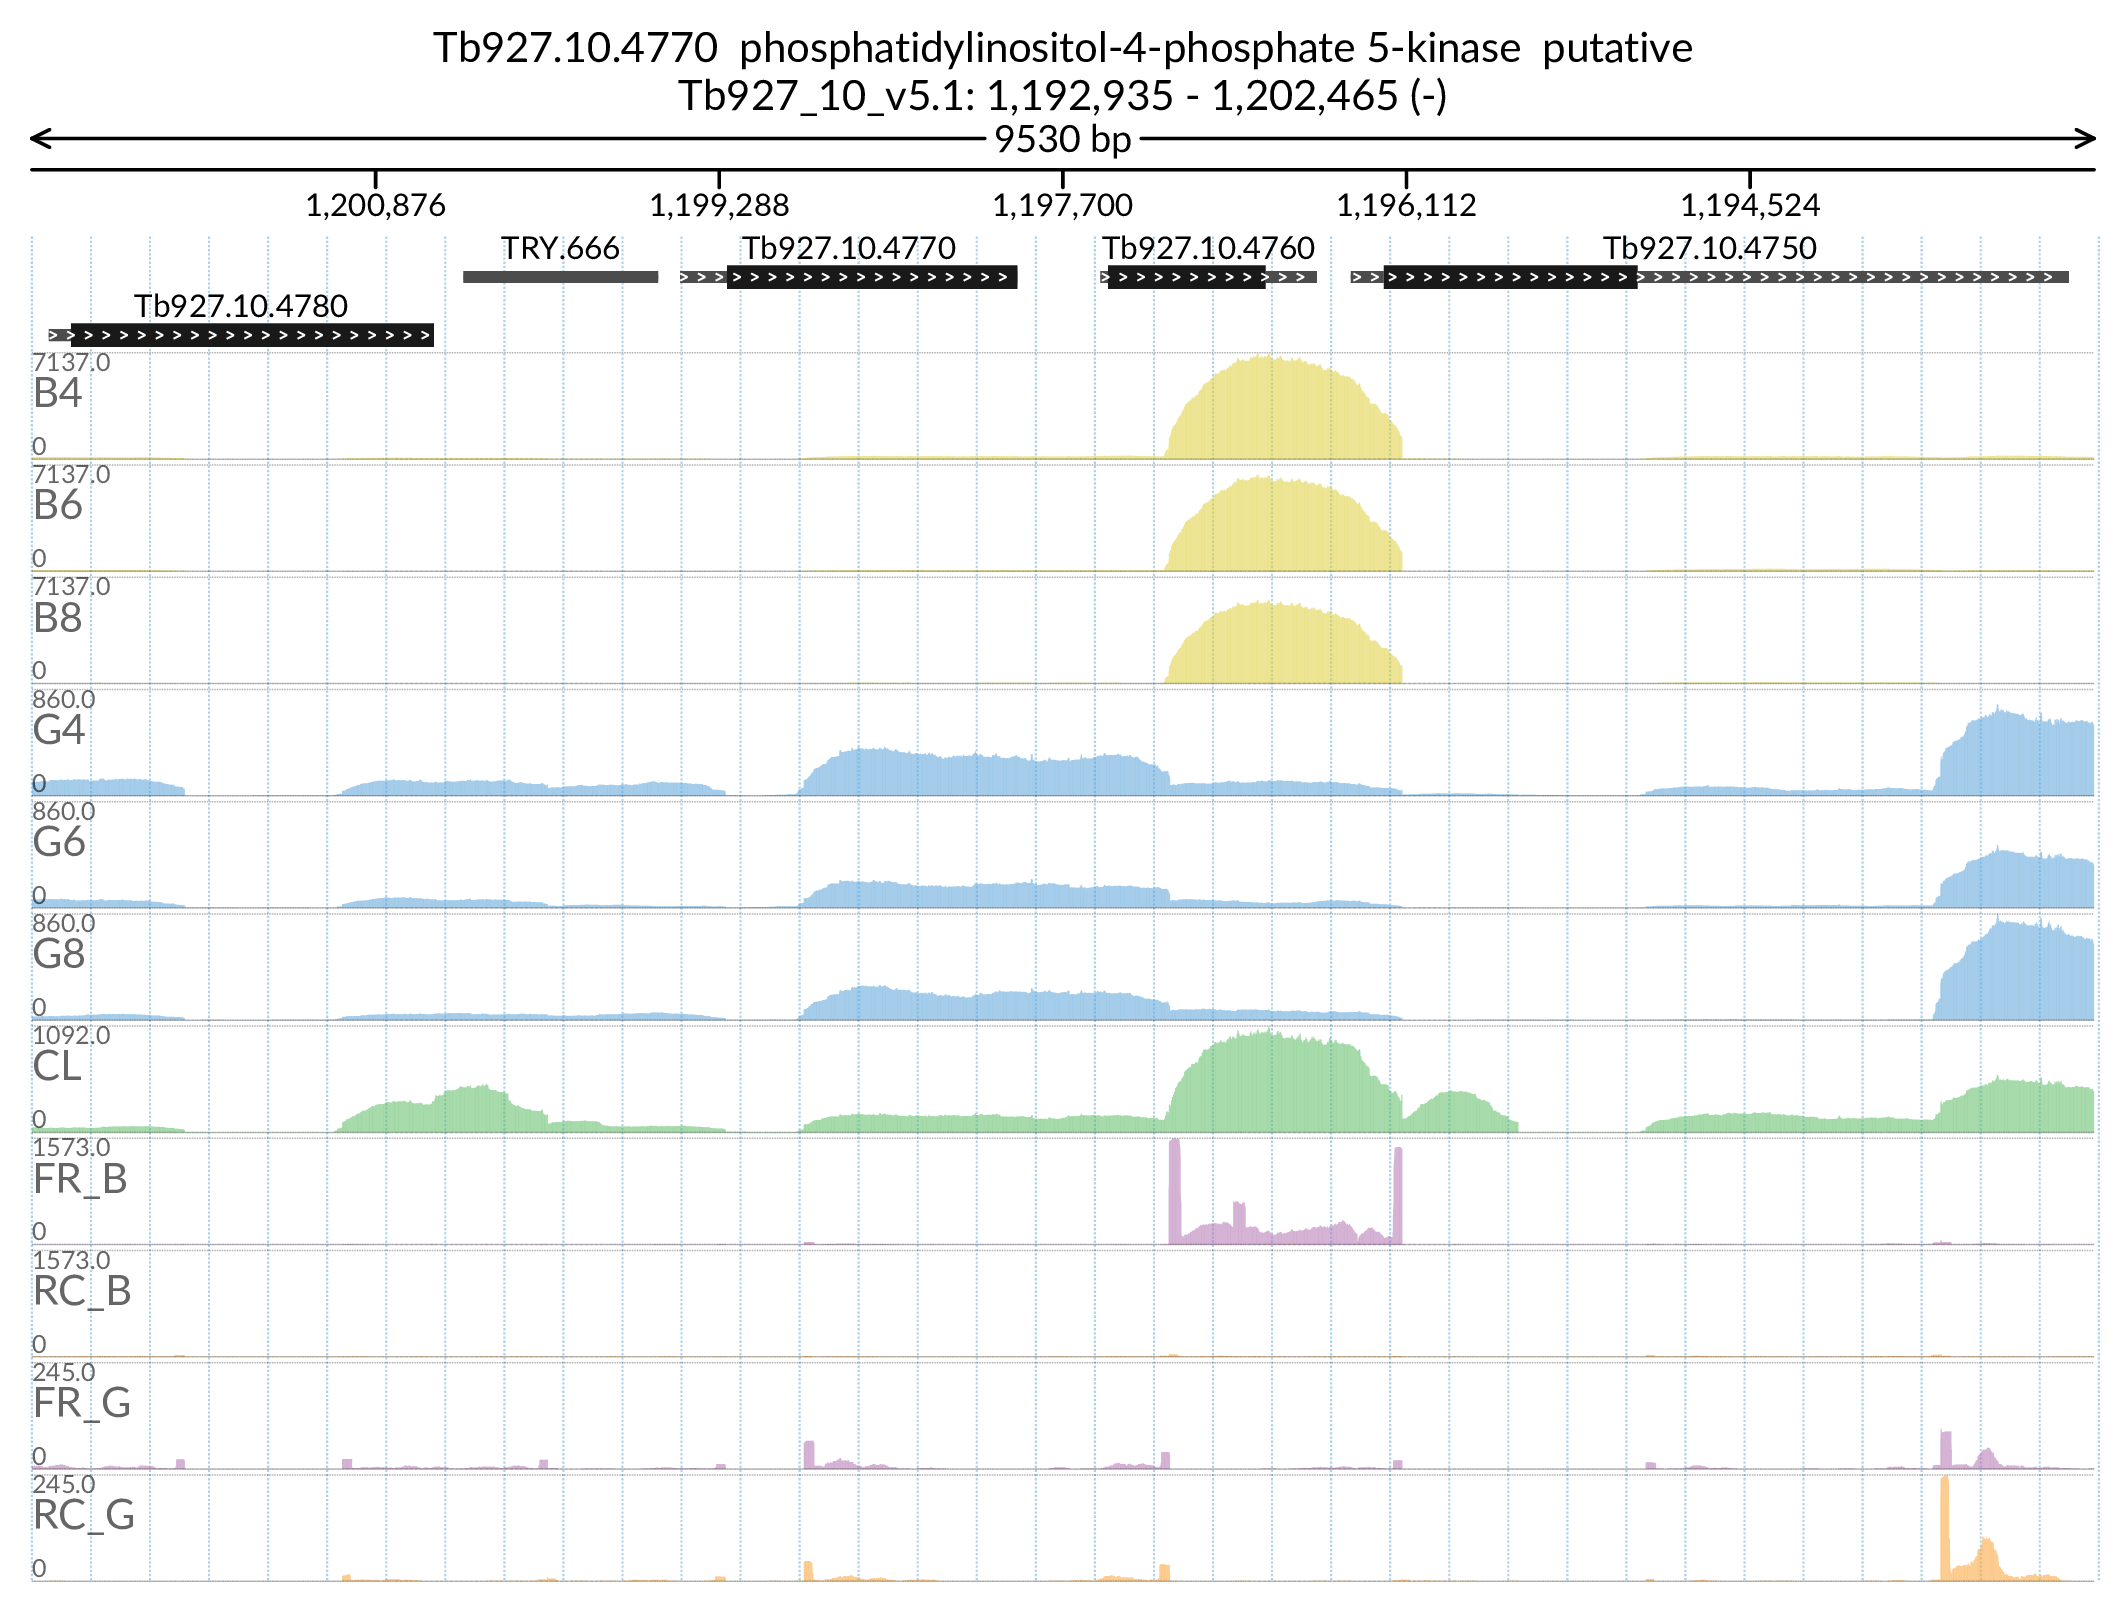 Tb927.10.4770  phosphatidylinositol-4-phosphate 5-kinase  putative
Tb927_10_v5.1: 1,192,935 - 1,202,465 (-)
9530 bp
1,200,876 1,199,288 1,197,700 1,196,112 1,194,524
TRY.666 Tb927.10.4770 Tb927.10.4760 Tb927.10.4750
Tb927.10.4780
7137.0
B4
0
7137.0
B6
0
7137.0
B8
0
860.0
G4
0
860.0
G6
0
860.0
G8
0
1092.0
CL
0
1573.0
FR_B
0
1573.0
RC_B
0
245.0
FR_G
0
245.0
RC_G
0